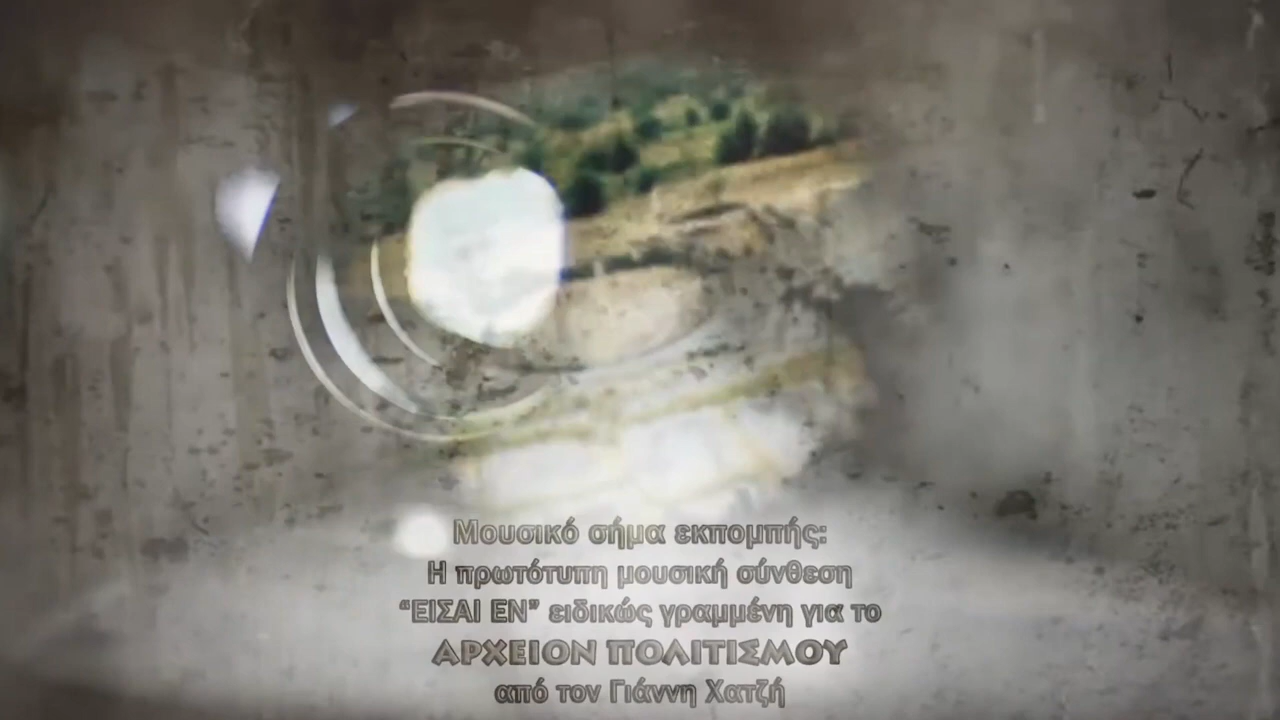 Μουσικό σήμα εκπομπής:
Η πρωτότυπη μουσική σύνθεση
“ΕΙΣΑΙ ΕΝ” ειδικώς γραμμένη για το
ΑΡΧΕΙΟΝ ΠΟΛΙΤΙΣΜΟΥ
από τον Γιάννη Χατζή